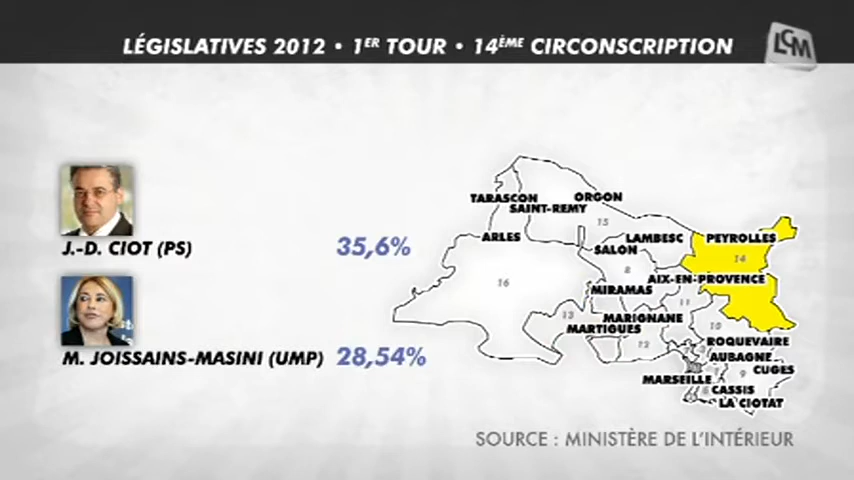 LÉGISLATIVES 2012 • 1ER TOUR • 14ÈME CIRCONSCRIPTION
LCM
J.-D. CIOT (PS) 35,6%
M. JOISSAINS-MASINI (UMP) 28,54%
TARASCON
ORGON
SAINT-REMY
15
ARLES
LAMBESC
PEYROLLES
SALON
14
8
16
AIX-EN-PROVENCE
MIRAMAS
11
13
MARIGNANE
MARTIGUES
10
12
ROQUEVAIRE
AUBAGNE
9
CUGES
MARSEILLE
CASSIS
LA CIOTAT
SOURCE : MINISTÈRE DE L'INTÉRIEUR